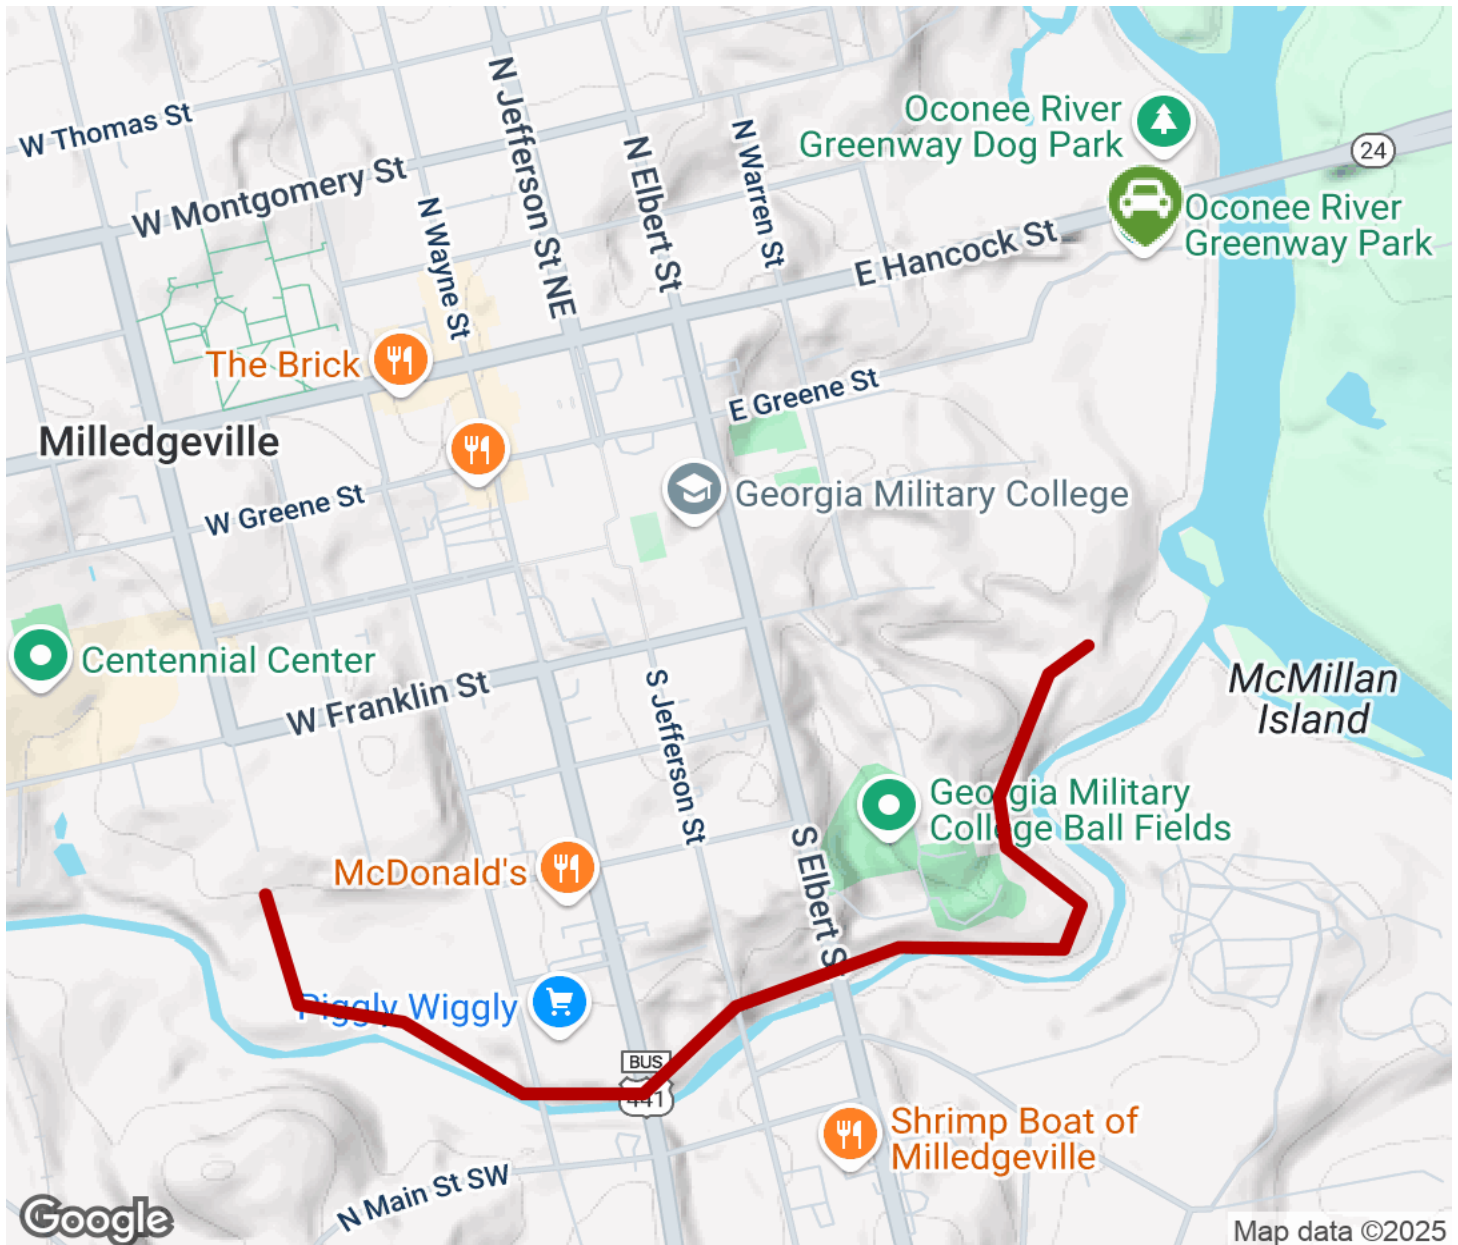 N Jefferson St NE
Oconee River
Greenway Dog Park
W Thomas St
24
W Montgomery St
N Elbert St
N Warren St
N Wayne St
Oconee River
Greenway Park
E Hancock St
The Brick
E Greene St
Milledgeville
W Greene St
Georgia Military College
Centennial Center
W Franklin St
S Jefferson St
McMillan
Island
Georgia Military
College Ball Fields
McDonald's
S Elbert St
Piggly Wiggly
BUS
441
Shrimp Boat of
Milledgeville
N Main St SW
Google
Map data ©2025